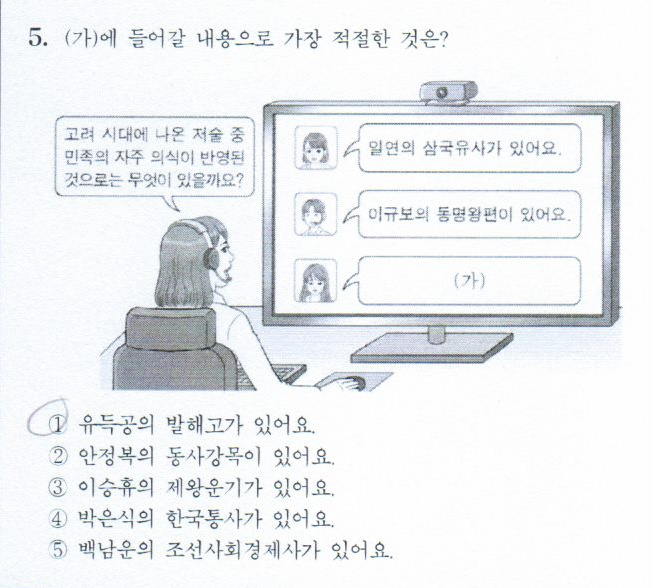 5. (가)에 들어갈 내용으로 가장 적절한 것은?
고려 시대에 나온 저술 중
민족의 자주 의식이 반영된
것으로는 무엇이 있을까요?
일연의 삼국유사가 있어요.
이규보의 동명왕편이 있어요.
(가)
① 유득공의 발해고가 있어요.
② 안정복의 동사강목이 있어요.
③ 이승휴의 제왕운기가 있어요.
④ 박은식의 한국통사가 있어요.
⑤ 백남운의 조선사회경제사가 있어요.